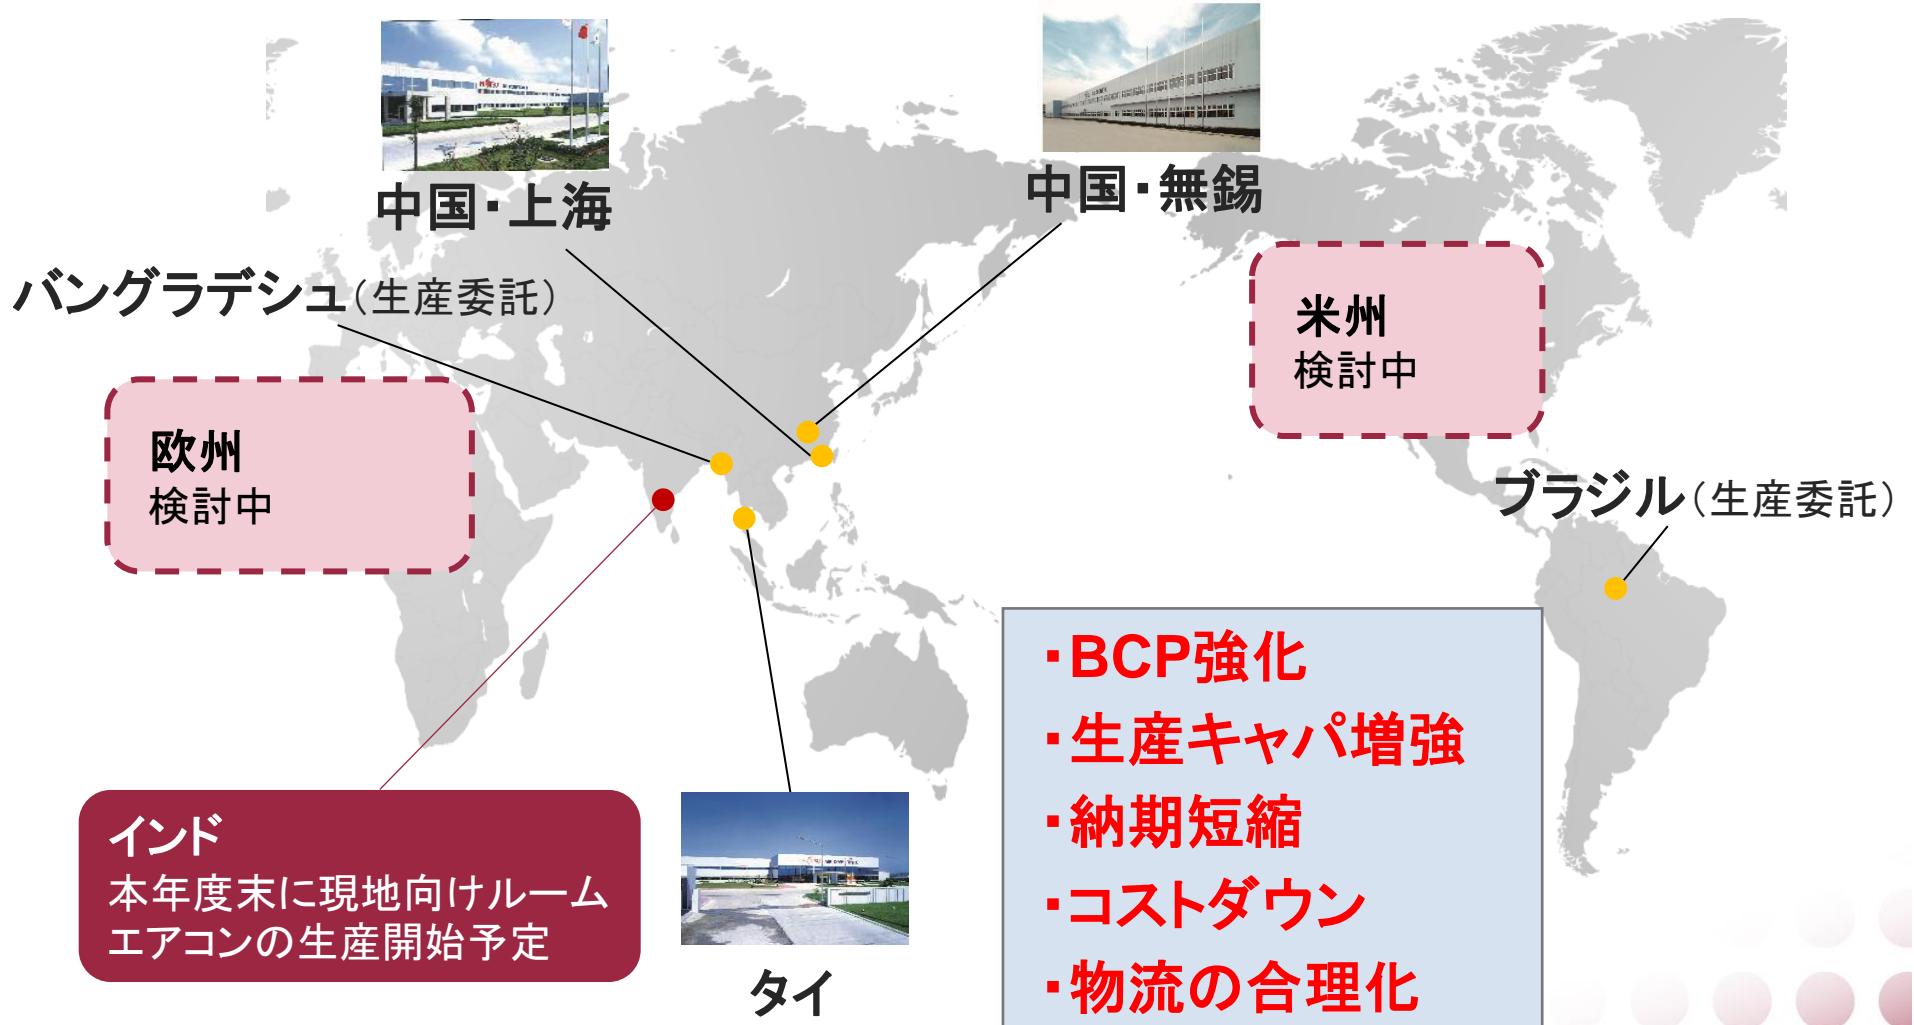 中国・上海
中国・無錫
バングラデシュ（生産委託）
米州
検討中
欧州
検討中
ブラジル（生産委託）
インド
本年度末に現地向けルーム
エアコンの生産開始予定
タイ
・BCP強化
・生産キャパ増強
・納期短縮
・コストダウン
・物流の合理化